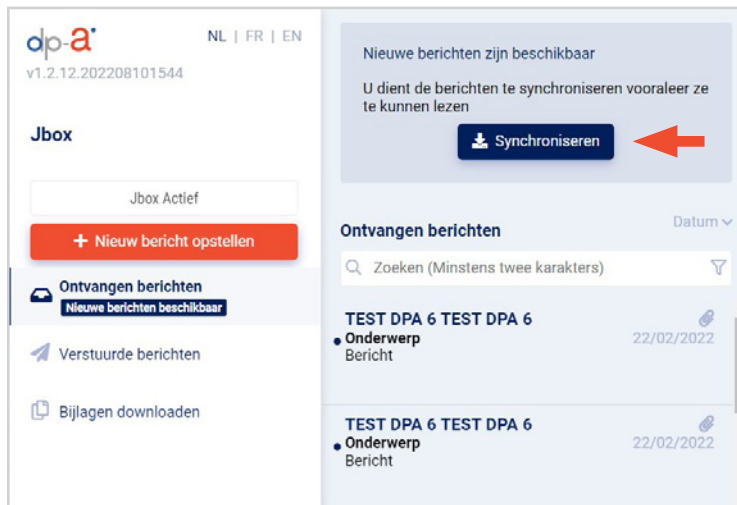 dp-a
NL | FR | EN
v1.2.12.202208101544
Jbox
Jbox Actief
+ Nieuw bericht opstellen
Ontvangen berichten
Nieuwe berichten beschikbaar
Verstuurde berichten
Bijlagen downloaden
Nieuwe berichten zijn beschikbaar
U dient de berichten te synchroniseren vooraleer ze
te kunnen lezen
Synchroniseren
Ontvangen berichten
Datum
Zoeken (Minstens twee karakters)
TEST DPA 6 TEST DPA 6
Onderwerp
22/02/2022
Bericht
TEST DPA 6 TEST DPA 6
Onderwerp
22/02/2022
Bericht